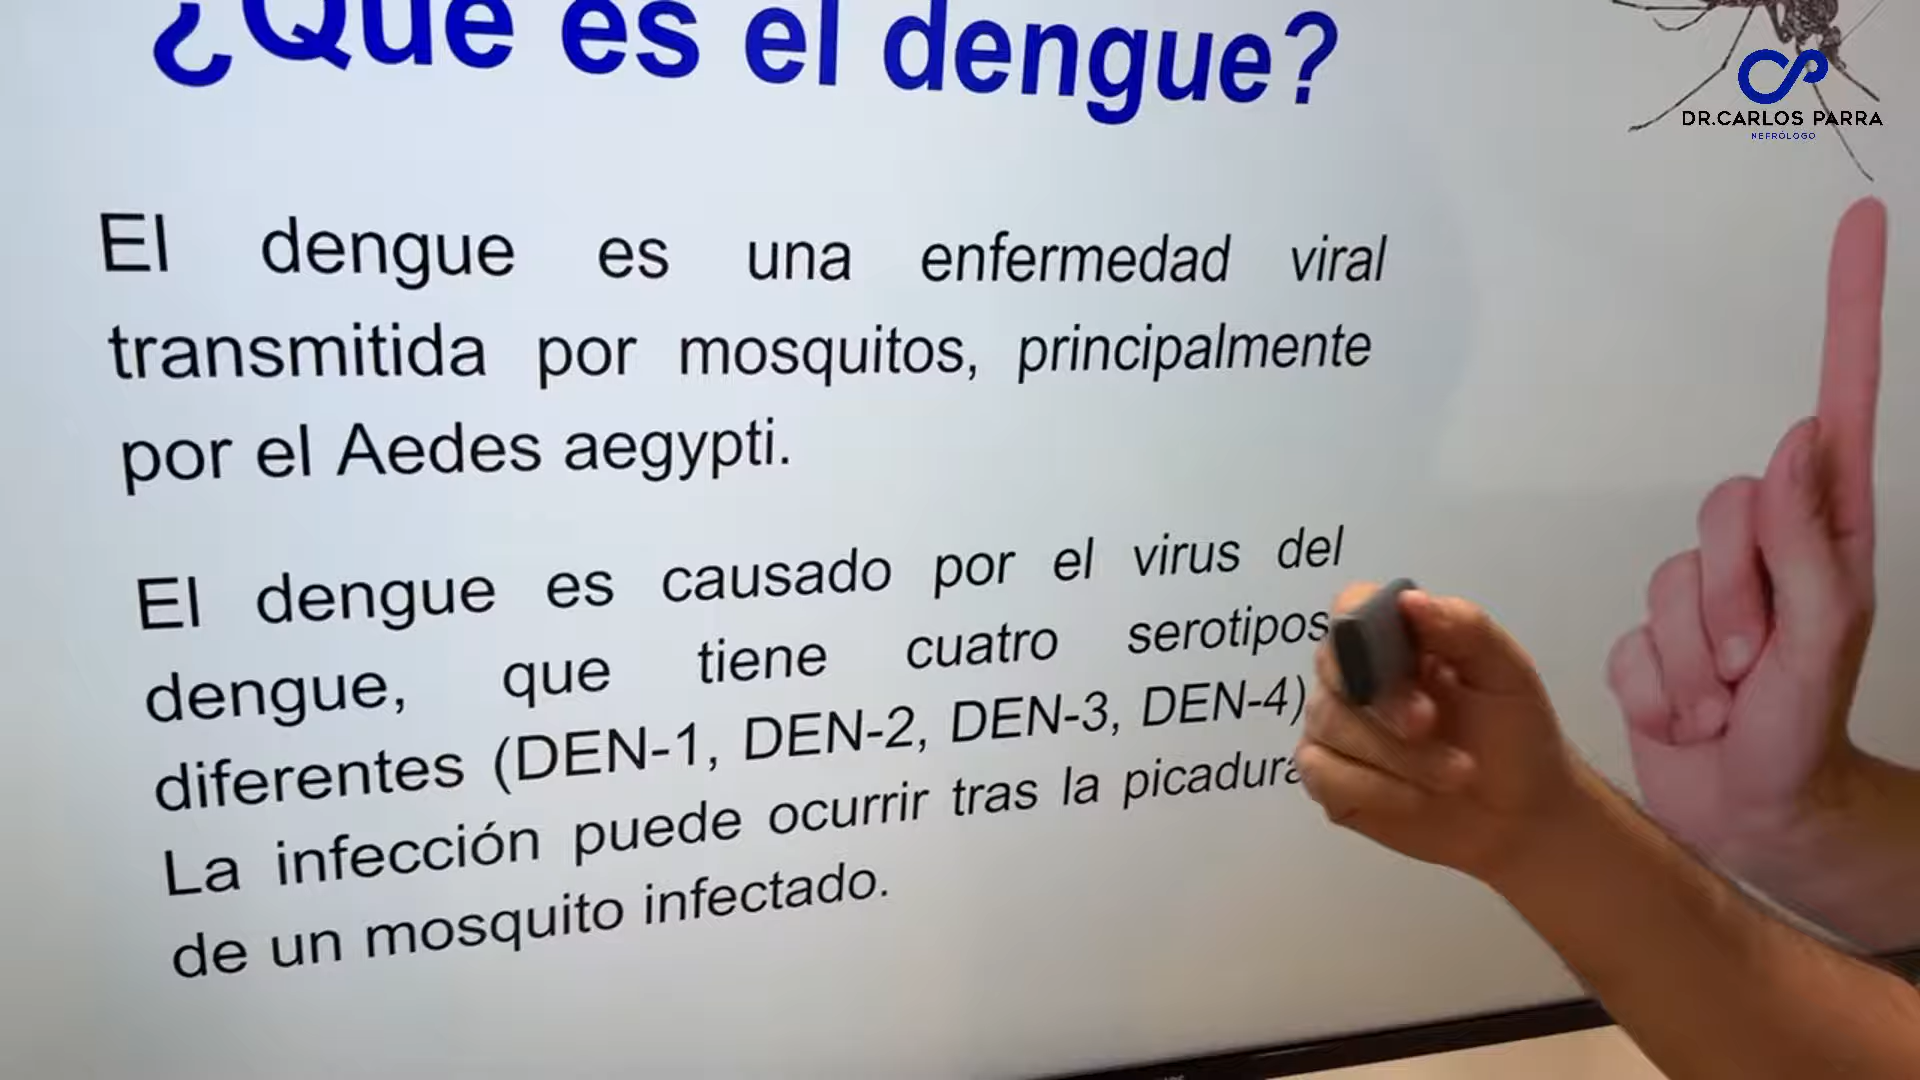 ¿Qué es el dengue?
DR.CARLOS PARRA
NEFRÓLOGO
El dengue es una enfermedad viral
transmitida por mosquitos, principalmente
por el Aedes aegypti.
El dengue es causado por el virus del
dengue, que tiene cuatro serotipos
diferentes (DEN-1, DEN-2, DEN-3, DEN-4)
La infección puede ocurrir tras la picadura
de un mosquito infectado.